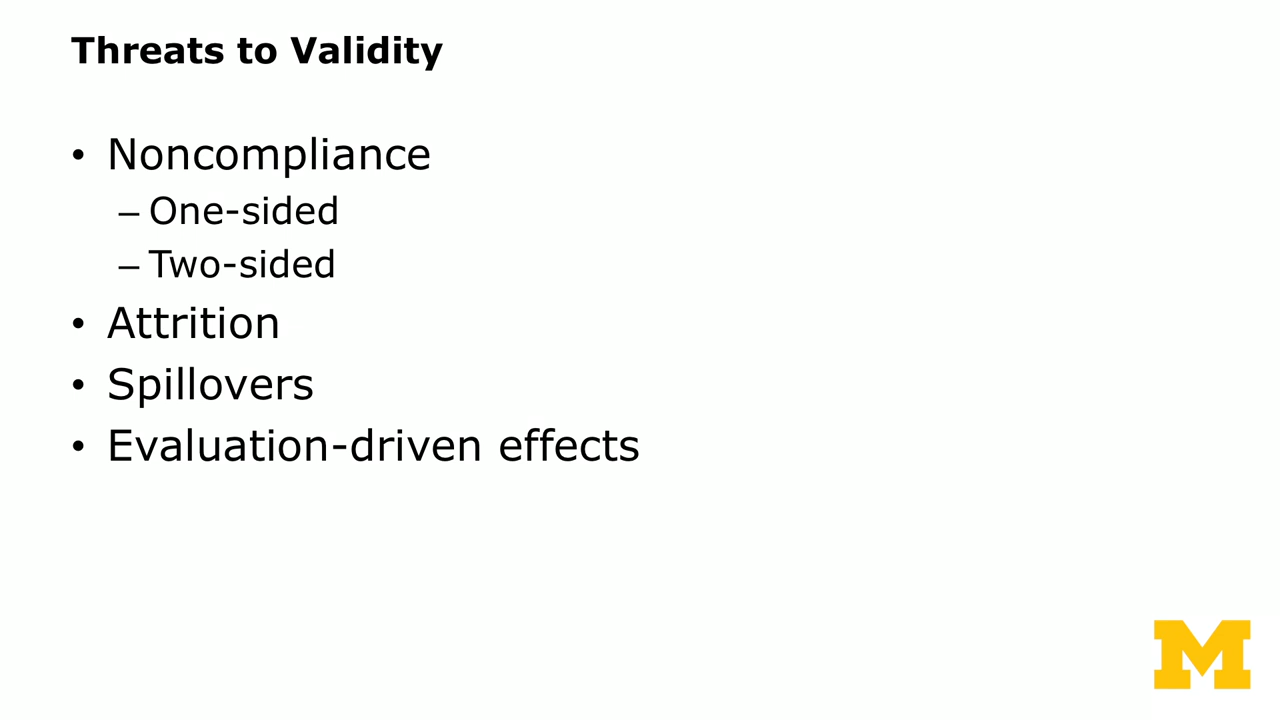 Threats to Validity
• Noncompliance
– One-sided
– Two-sided
• Attrition
• Spillovers
• Evaluation-driven effects
M